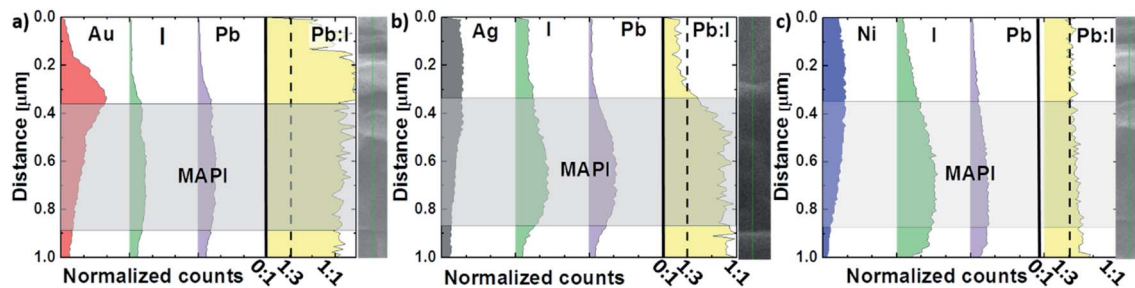 a) Au I Pb Pb:I
Distance [μm]
0.0
0.2
0.4
0.6
0.8
1.0
MAPI
0:1 1:3 1:1
Normalized counts
b) Ag I Pb Pb:I
Distance [μm]
0.0
0.2
0.4
0.6
0.8
1.0
MAPI
0:1 1:3 1:1
Normalized counts
c) Ni I Pb Pb:I
Distance [μm]
0.0
0.2
0.4
0.6
0.8
1.0
MAPI
0:1 1:3 1:1
Normalized counts